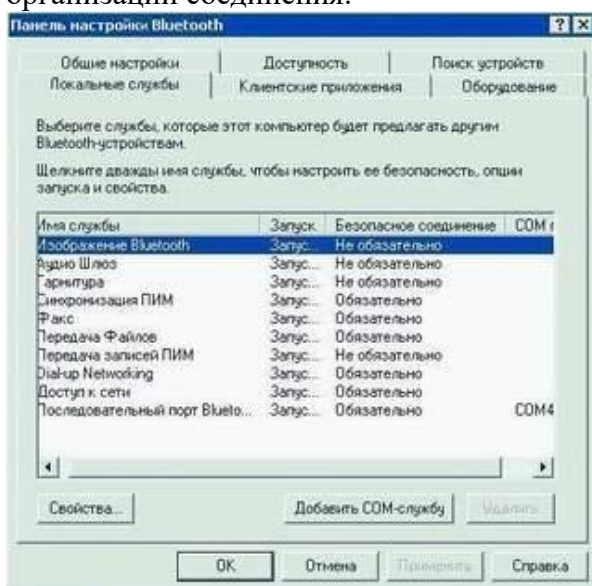 организации соединения.
Панель настройки Bluetooth
Общие настройки Доступность Поиск устройств
Локальные службы Клиентские приложения Оборудование
Выберите службы, которые этот компьютер будет предлагать другим
Bluetooth-устройствам.
Щелкните дважды имя службы, чтобы настроить ее безопасность, опции
запуска и свойства.
Имя службы Запуск Безопасное соединение COM
Изображение Bluetooth Запус... Не обязательно
Аудио Шлюз Запус... Не обязательно
Гарнитура Запус... Не обязательно
Синхронизация ПИМ Запус... Обязательно
Факс Запус... Обязательно
Передача Файлов Запус... Обязательно
Передача записей ПИМ Запус... Не обязательно
Dial-up Networking Запус... Обязательно
Доступ к сети Запус... Обязательно
Последовательный порт Blueto... Запус... Обязательно COM4
Свойства... Добавить COM-службу Удалить
OK Отмена Применить Справка